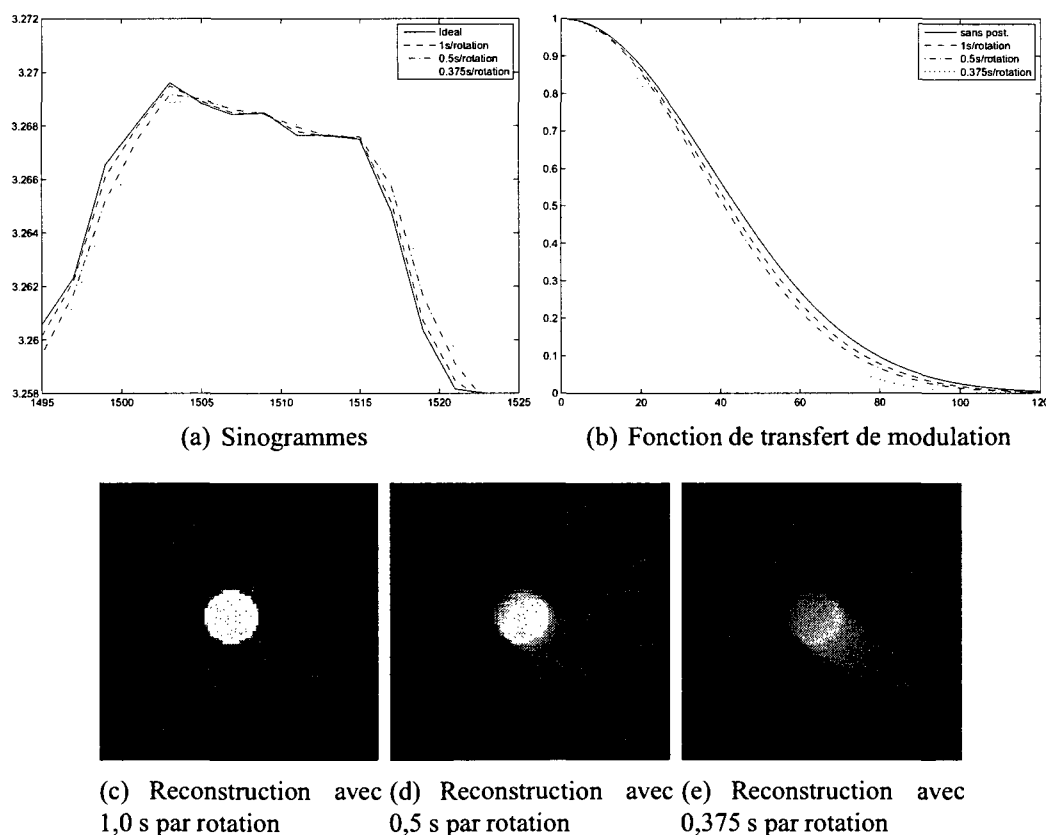 3.272
3.27
3.268
3.266
3.264
3.262
3.26
3.258
1495
1500
1505
1510
1515
1520
1525
Ideal
1s/rotation
0.5s/rotation
0.375s/rotation
(a) Sinogrammes
1
0.9
0.8
0.7
0.6
0.5
0.4
0.3
0.2
0.1
0
0
20
40
60
80
100
120
sans post.
1s/rotation
0.5s/rotation
0.375s/rotation
(b) Fonction de transfert de modulation
(c) Reconstruction avec
1,0 s par rotation
(d) Reconstruction avec
0,5 s par rotation
(e) Reconstruction avec
0,375 s par rotation